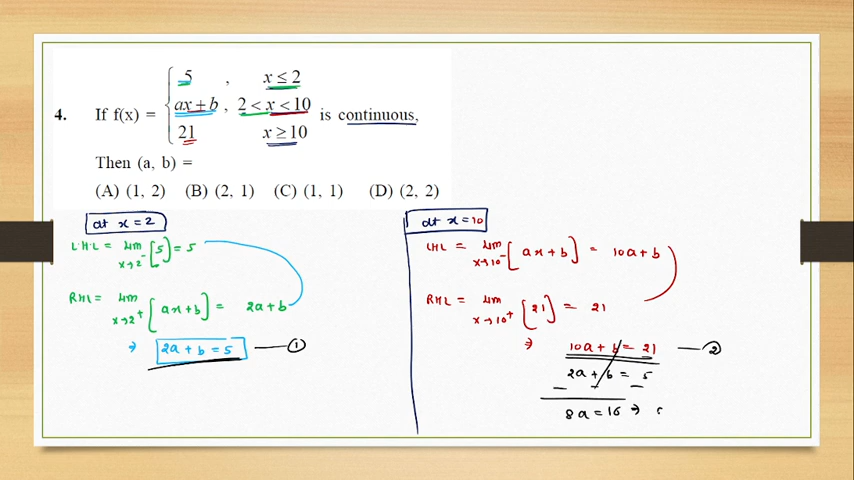 4. If f(x) = { 5 , x ≤ 2
ax + b , 2 < x < 10 is continuous,
21 x ≥ 10
Then (a, b) =
(A) (1, 2) (B) (2, 1) (C) (1, 1) (D) (2, 2)
at x = 2
L.H.L = lim x→2⁻ [5] = 5
RHL = lim x→2⁺ [ax+b] = 2a+b
⇒ 2a + b = 5 — ①
at x = 10
LHL = lim x→10⁻ [ax+b] = 10a+b
RHL = lim x→10⁺ [21] = 21
⇒ 10a + b = 21 — ②
2a + b = 5
— — —
8a = 16 ⇒